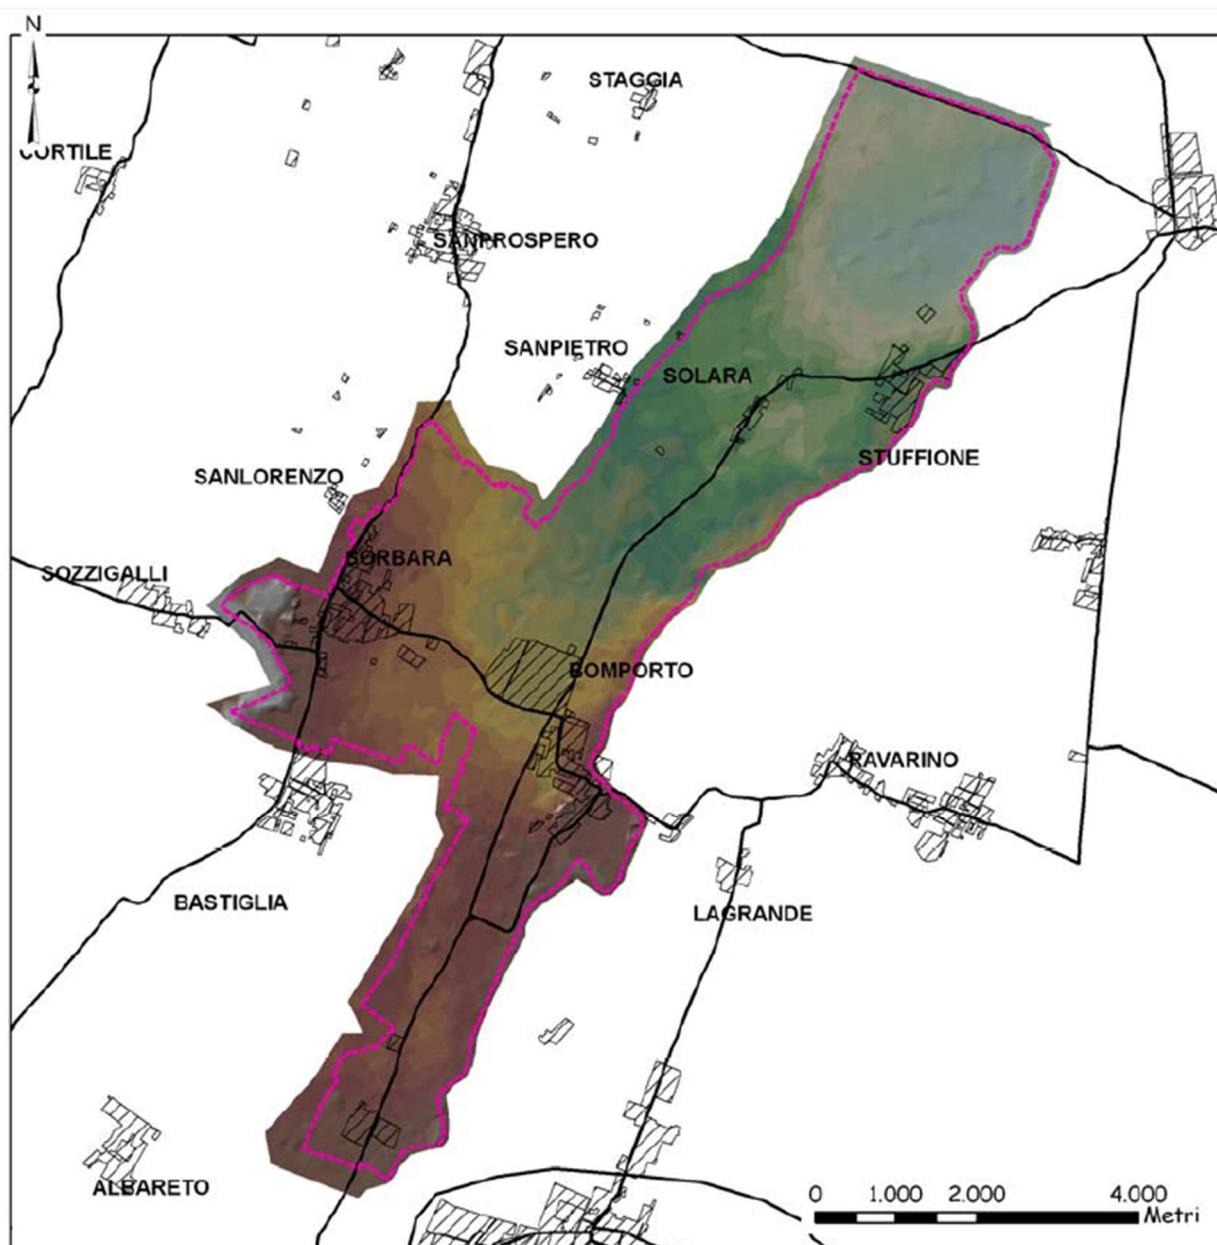 N
STAGGIA
CORTILE
SANPROSPERO
SANPIETRO
SOLARA
STUFFIONE
SANLORENZO
SORBARA
SOZZIGALLI
BOMPORTO
RAVARINO
BASTIGLIA
LAGRANDE
ALBARETO
0 1.000 2.000 4.000
Metri